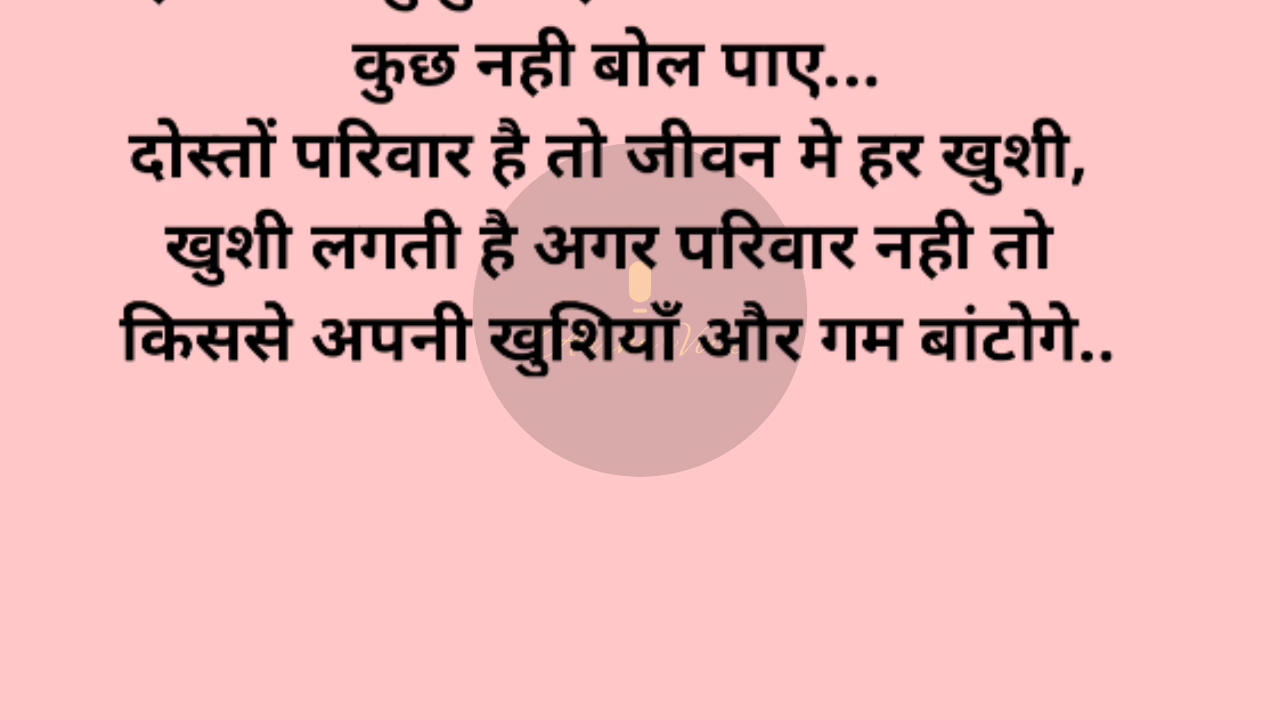 कुछ नही बोल पाए...
दोस्तों परिवार है तो जीवन मे हर खुशी,
खुशी लगती है अगर परिवार नही तो
किससे अपनी खुशियाँ और गम बांटोगे..